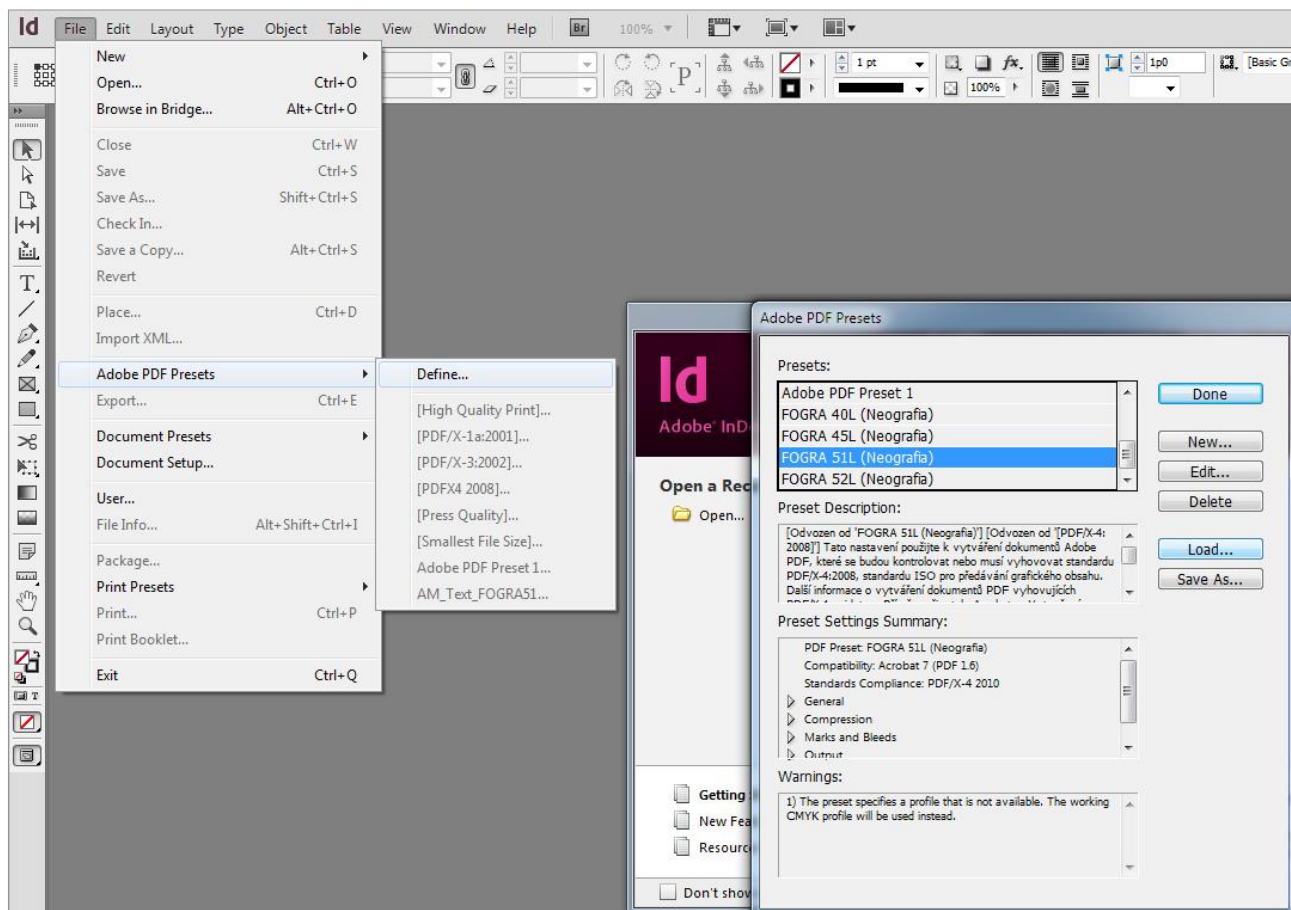 Id File Edit Layout Type Object Table View Window Help Br 100%
1 pt fx. 1p0 [Basic Gr
P 100%
New
Open... Ctrl+O
Browse in Bridge... Alt+Ctrl+O
Close Ctrl+W
Save Ctrl+S
Save As... Shift+Ctrl+S
Check In...
Save a Copy... Alt+Ctrl+S
Revert
Place... Ctrl+D
Import XML...
Adobe PDF Presets
Export... Ctrl+E
Document Presets
Document Setup...
User...
File Info... Alt+Shift+Ctrl+I
Package...
Print Presets
Print... Ctrl+P
Print Booklet...
Exit Ctrl+Q
T
T
Define...
[High Quality Print]...
[PDF/X-1a:2001]...
[PDF/X-3:2002]...
[PDFX4 2008]...
[Press Quality]...
[Smallest File Size]...
Adobe PDF Preset 1...
AM_Text_FOGRA51...
Id
Adobe® InD
Open a Rec
Open...
Getting
New Fea
Resourc
Don't show
Adobe PDF Presets
Presets:
Adobe PDF Preset 1
FOGRA 40L (Neografia)
FOGRA 45L (Neografia)
FOGRA 51L (Neografia)
FOGRA 52L (Neografia)
Done
New...
Edit...
Delete
Load...
Save As...
Preset Description:
[Odvozen od 'FOGRA 51L (Neografia)'] [Odvozen od '[PDF/X-4:
2008]'] Tato nastavení použijte k vytváření dokumentů Adobe
PDF, které se budou kontrolovat nebo musí vyhovovat standardu
PDF/X-4:2008, standardu ISO pro předávání grafického obsahu.
Další informace o vytváření dokumentů PDF vyhovujících
Preset Settings Summary:
PDF Preset: FOGRA 51L (Neografia)
Compatibility: Acrobat 7 (PDF 1.6)
Standards Compliance: PDF/X-4 2010
General
Compression
Marks and Bleeds
Output
Warnings:
1) The preset specifies a profile that is not available. The working
CMYK profile will be used instead.